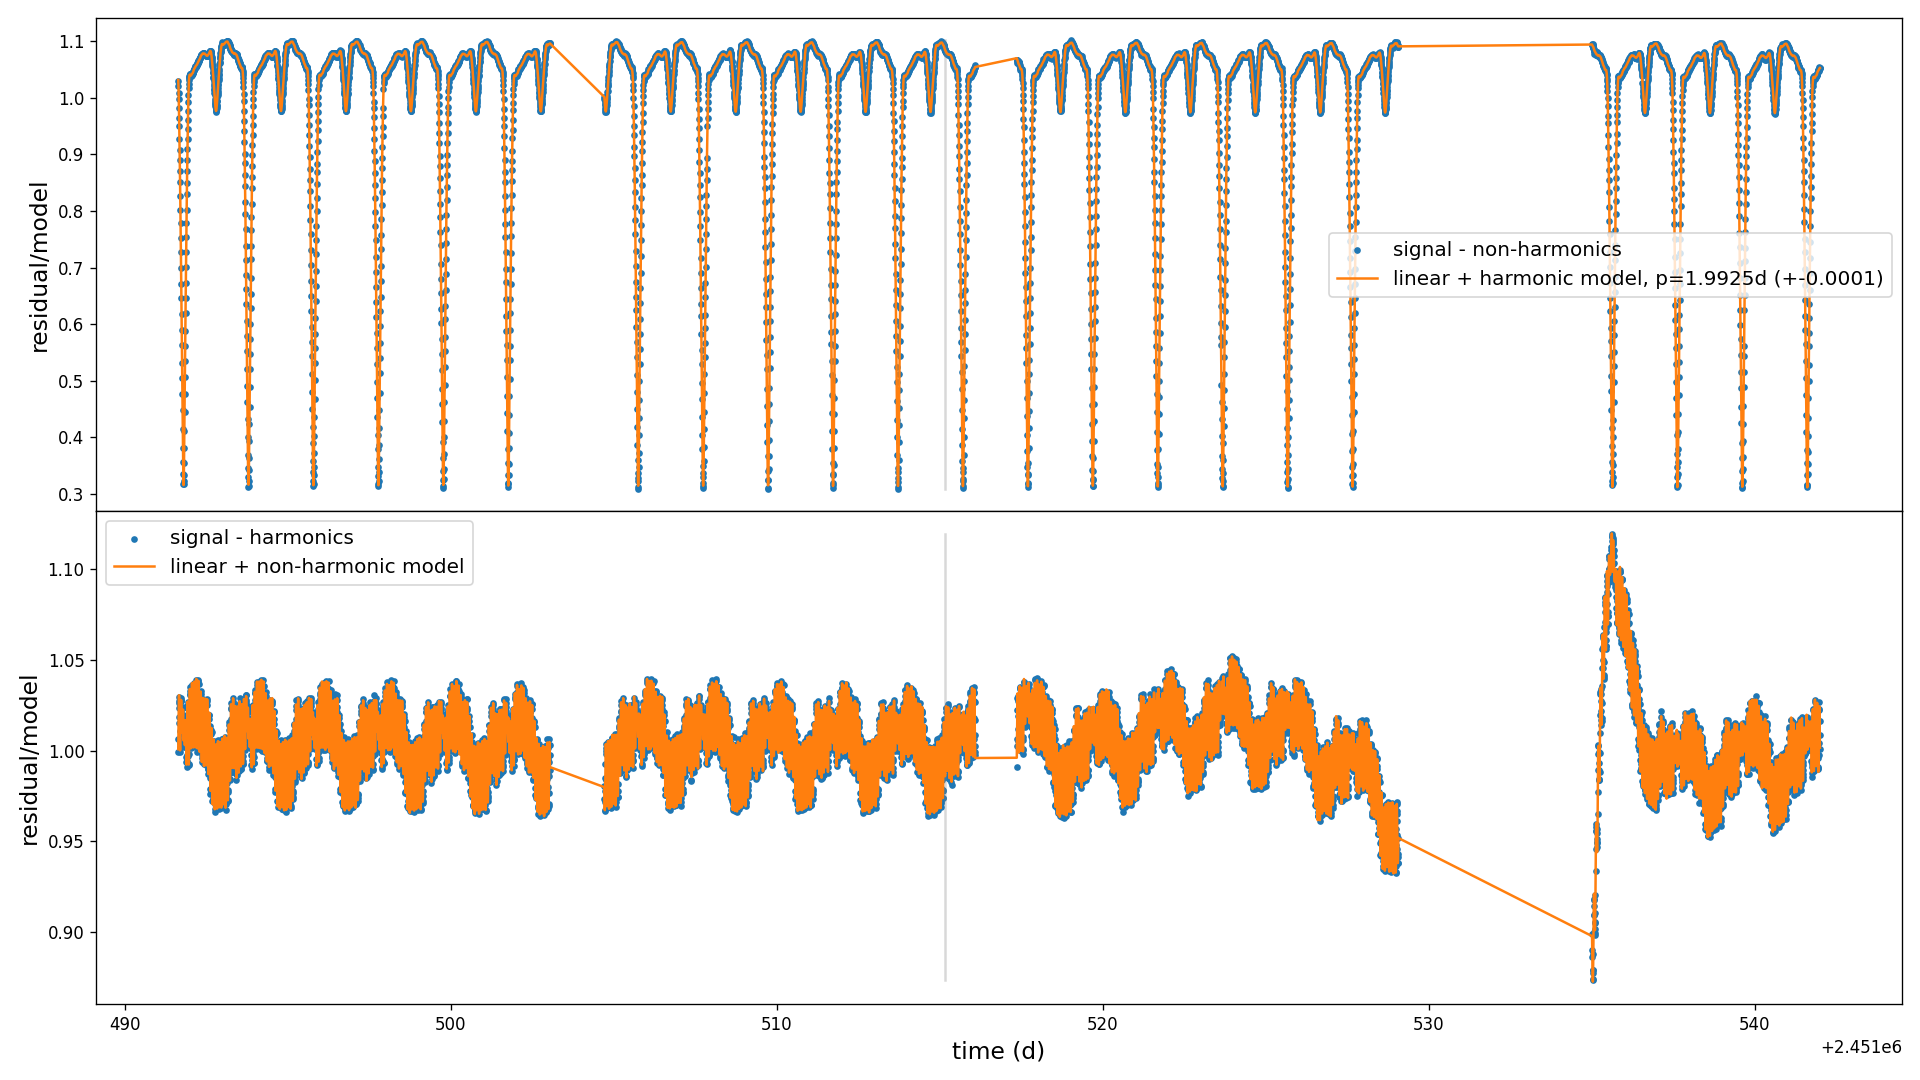 residual/model
1.1
1.0
0.9
0.8
0.7
0.6
0.5
0.4
0.3
signal - non-harmonics
linear + harmonic model, p=1.9925d (+-0.0001)
residual/model
1.10
1.05
1.00
0.95
0.90
signal - harmonics
linear + non-harmonic model
490
500
510
520
530
540
time (d)
+2.451e6